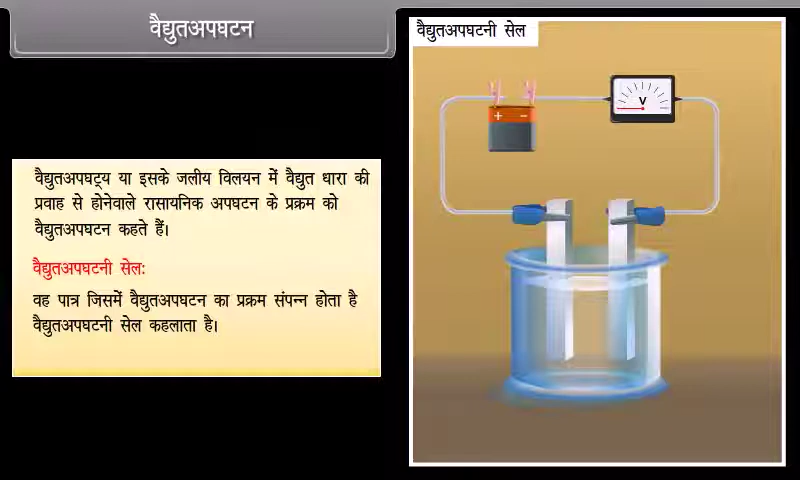 वैद्युतअपघटन
वैद्युतअपघट्य या इसके जलीय विलयन में वैद्युत धारा की
प्रवाह से होनेवाले रासायनिक अपघटन के प्रक्रम को
वैद्युतअपघटन कहते हैं।
वैद्युतअपघटनी सेलः
वह पात्र जिसमें वैद्युतअपघटन का प्रक्रम संपन्न होता है
वैद्युतअपघटनी सेल कहलाता है।
वैद्युतअपघटनी सेल
+ −
V